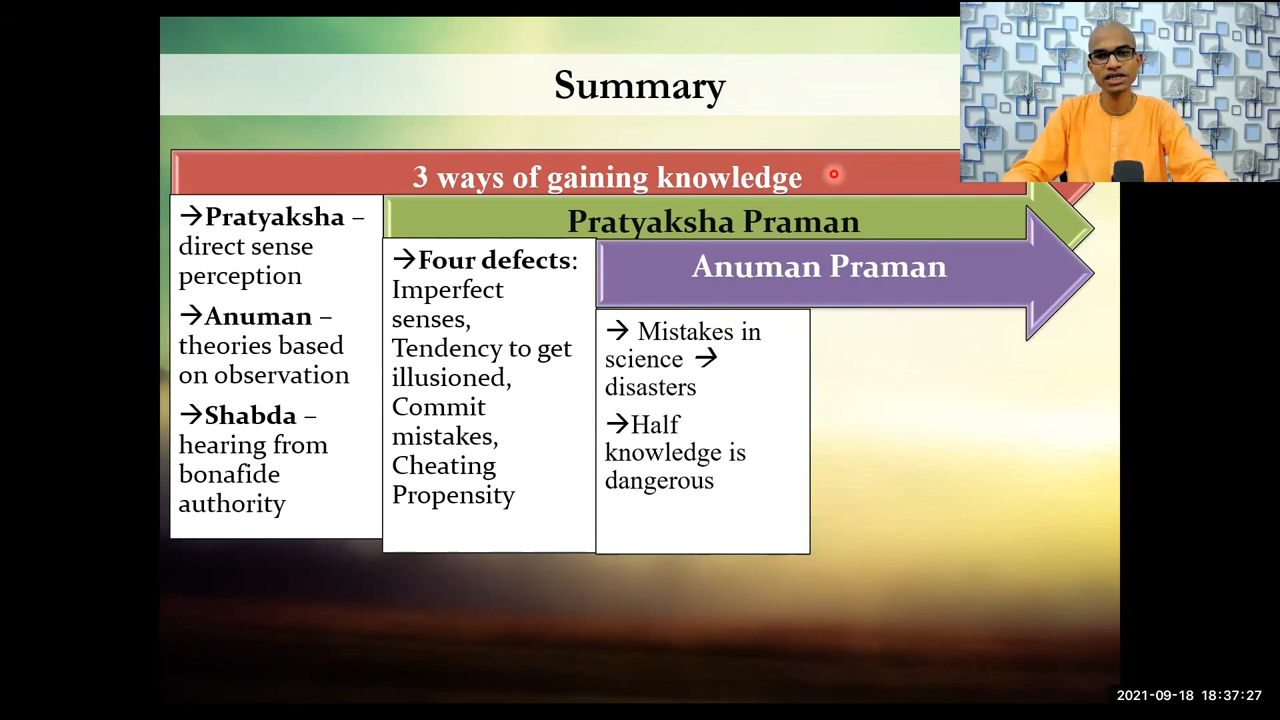 Summary
3 ways of gaining knowledge
→Pratyaksha –
direct sense
perception
→Anuman –
theories based
on observation
→Shabda –
hearing from
bonafide
authority
Pratyaksha Praman
→Four defects:
Imperfect
senses,
Tendency to get
illusioned,
Commit
mistakes,
Cheating
Propensity
Anuman Praman
→ Mistakes in
science →
disasters
→Half
knowledge is
dangerous
2021-09-18 18:37:27